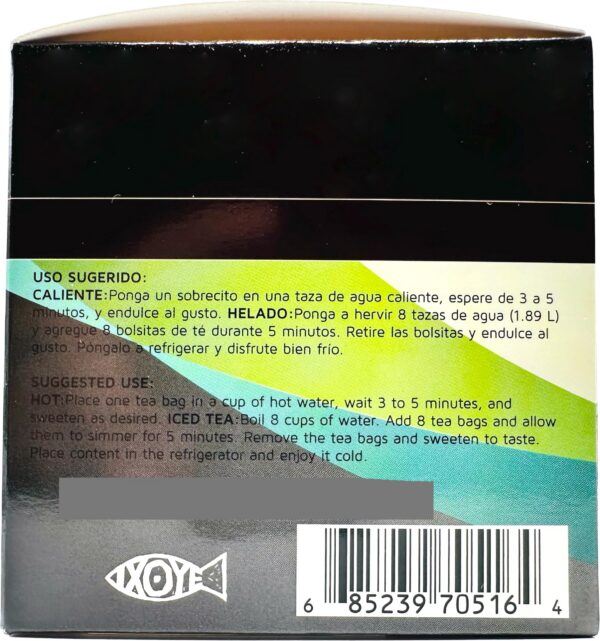 USO SUGERIDO:
CALIENTE:Ponga un sobrecito en una taza de agua caliente, espere de 3 a 5
minutos, y endulce al gusto. HELADO:Ponga a hervir 8 tazas de agua (1.89 L)
y agregue 8 bolsitas de té durante 5 minutos. Retire las bolsitas y endulce al
gusto. Póngalo a refrigerar y disfrute bien frío.
SUGGESTED USE:
HOT:Place one tea bag in a cup of hot water, wait 3 to 5 minutes, and
sweeten as desired. ICED TEA:Boil 8 cups of water. Add 8 tea bags and allow
them to simmer for 5 minutes. Remove the tea bags and sweeten to taste.
Place content in the refrigerator and enjoy it cold.
IXOYE
6 85239 70516 4